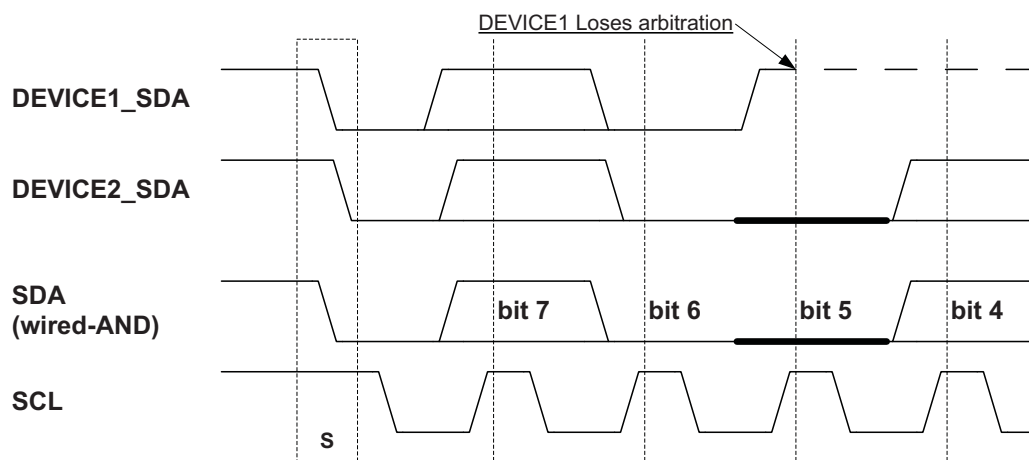 DEVICE1 Loses arbitration
DEVICE1_SDA
DEVICE2_SDA
SDA
(wired-AND)
bit 7 bit 6 bit 5 bit 4
SCL
S